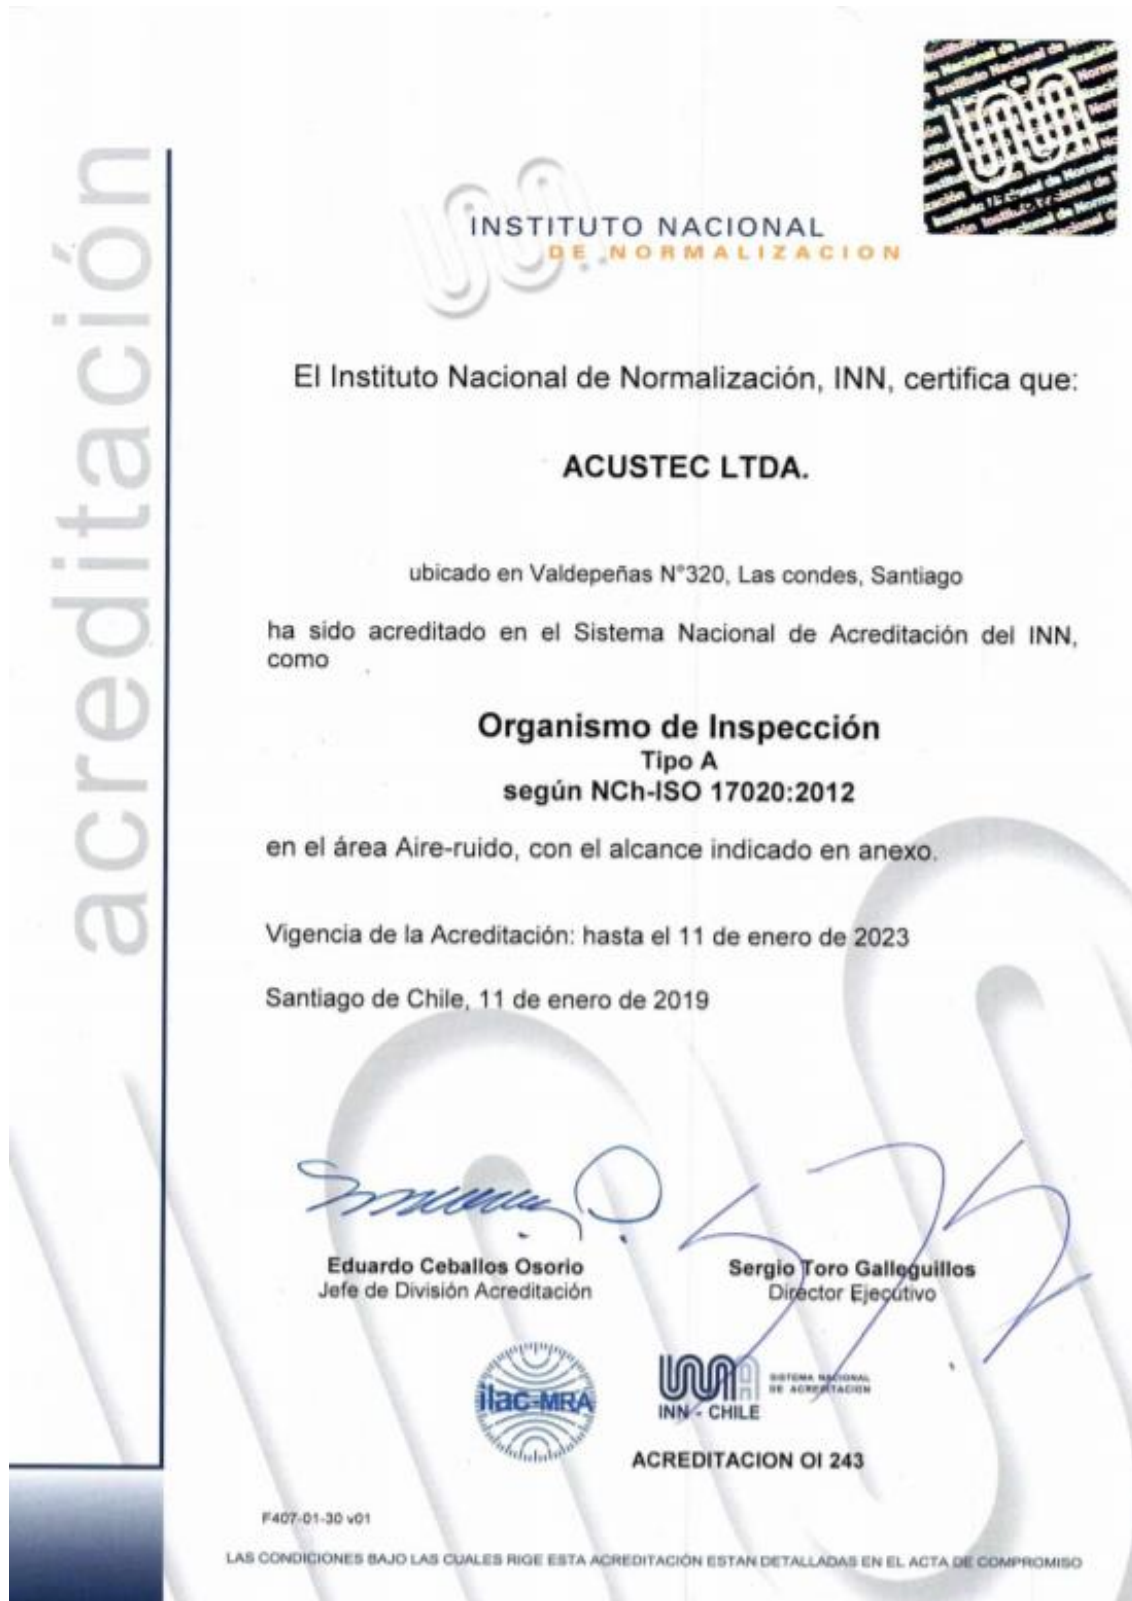 acreditación
INSTITUTO NACIONAL
DE NORMALIZACION
El Instituto Nacional de Normalización, INN, certifica que:
ACUSTEC LTDA.
ubicado en Valdepeñas N°320, Las condes, Santiago
ha sido acreditado en el Sistema Nacional de Acreditación del INN,
como
Organismo de Inspección
Tipo A
según NCh-ISO 17020:2012
en el área Aire-ruido, con el alcance indicado en anexo.
Vigencia de la Acreditación: hasta el 11 de enero de 2023
Santiago de Chile, 11 de enero de 2019
Eduardo Ceballos Osorio
Jefe de División Acreditación
Sergio Toro Galleguillos
Director Ejecutivo
ilac-MRA
SISTEMA NACIONAL
DE ACREDITACION
INN - CHILE
ACREDITACION OI 243
F407-01-30 v01
LAS CONDICIONES BAJO LAS CUALES RIGE ESTA ACREDITACIÓN ESTAN DETALLADAS EN EL ACTA DE COMPROMISO